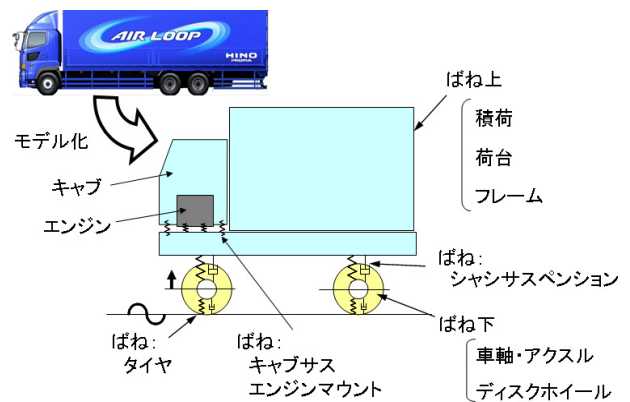 AIR LOOP
HINO
PROFIA
モデル化
キャブ
エンジン
ばね上
積荷
荷台
フレーム
ばね:
シャシサスペンション
ばね下
車軸・アクスル
ディスクホイール
ばね:
タイヤ
ばね:
キャブサス
エンジンマウント